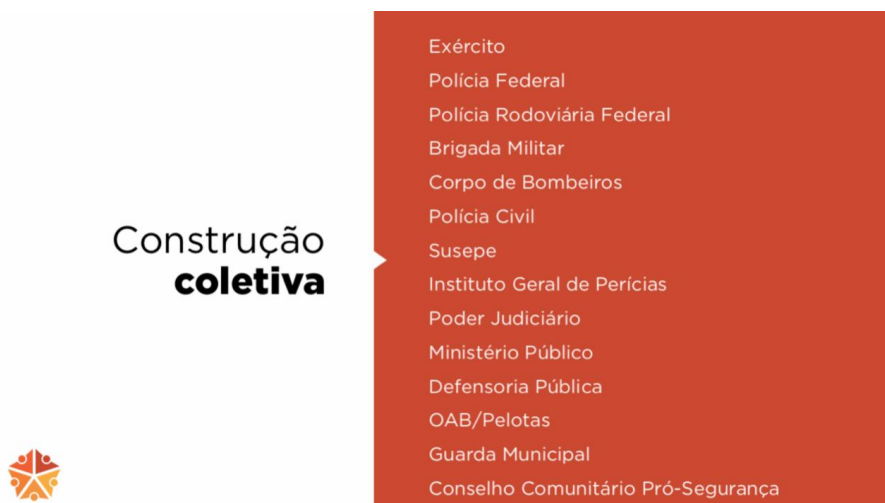 Construção
coletiva
Exército
Polícia Federal
Polícia Rodoviária Federal
Brigada Militar
Corpo de Bombeiros
Polícia Civil
Susepe
Instituto Geral de Perícias
Poder Judiciário
Ministério Público
Defensoria Pública
OAB/Pelotas
Guarda Municipal
Conselho Comunitário Pró-Segurança